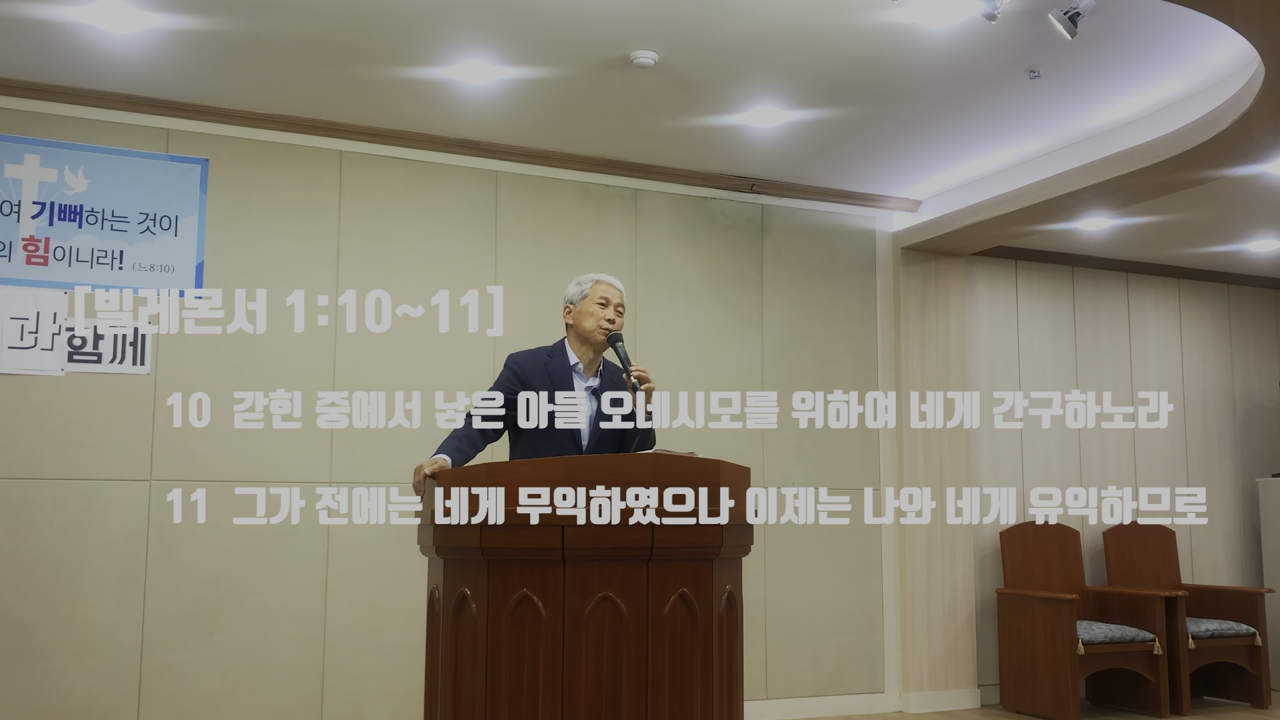 여 기뻐하는 것이
의 힘이니라! (느8:10)
[빌레몬서 1:10~11]
함께
10 갇힌 중에서 낳은 아들 오네시모를 위하여 네게 간구하노라
11 그가 전에는 네게 무익하였으나 이제는 나와 네게 유익하므로